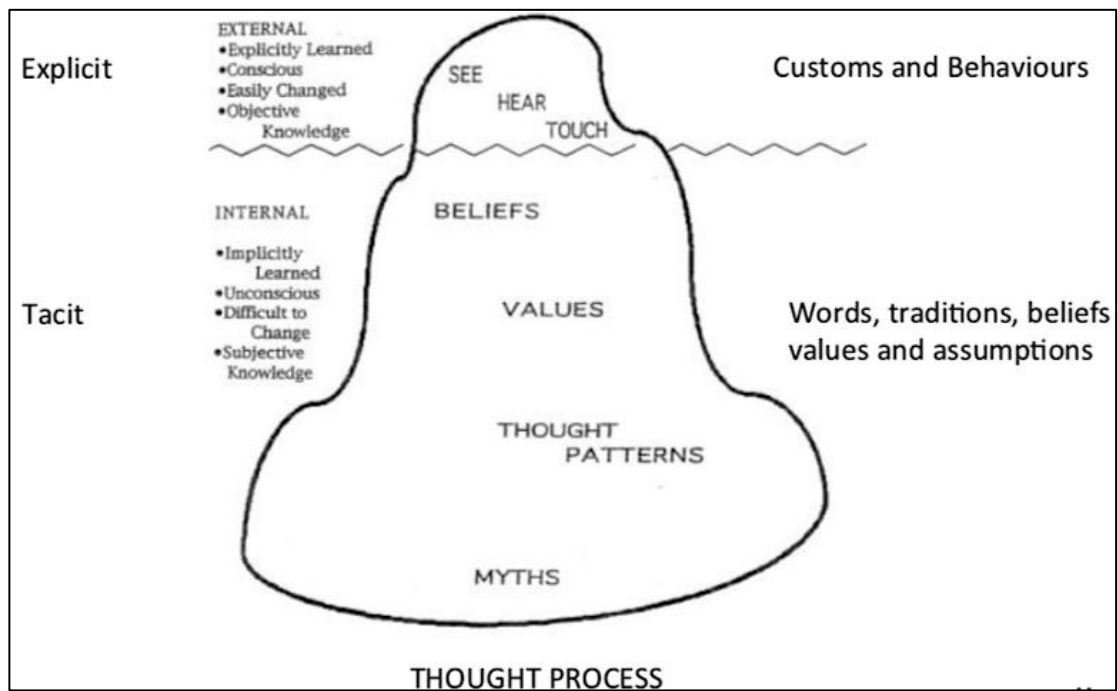 Explicit
EXTERNAL
•Explicitly Learned
•Conscious
•Easily Changed
•Objective
Knowledge
SEE
HEAR
TOUCH
Customs and Behaviours
Tacit
INTERNAL
•Implicitly
Learned
•Unconscious
•Difficult to
Change
•Subjective
Knowledge
BELIEFS
VALUES
THOUGHT
PATTERNS
MYTHS
Words, traditions, beliefs
values and assumptions
THOUGHT PROCESS